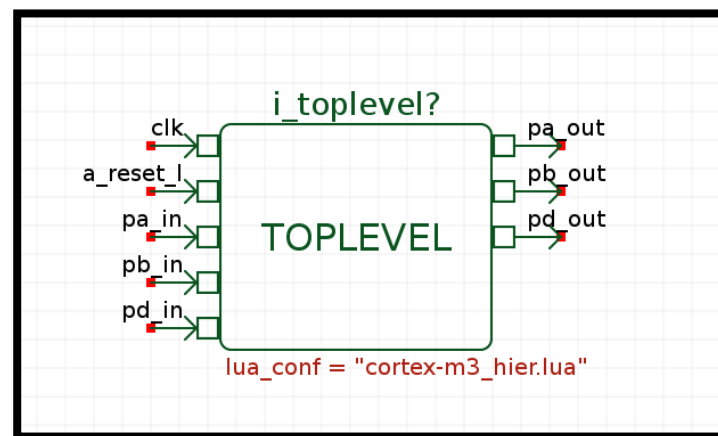 i_toplevel?
clk
pa_out
a_reset_l
pb_out
pa_in
pd_out
TOPLEVEL
pb_in
pd_in
lua_conf = "cortex-m3_hier.lua"